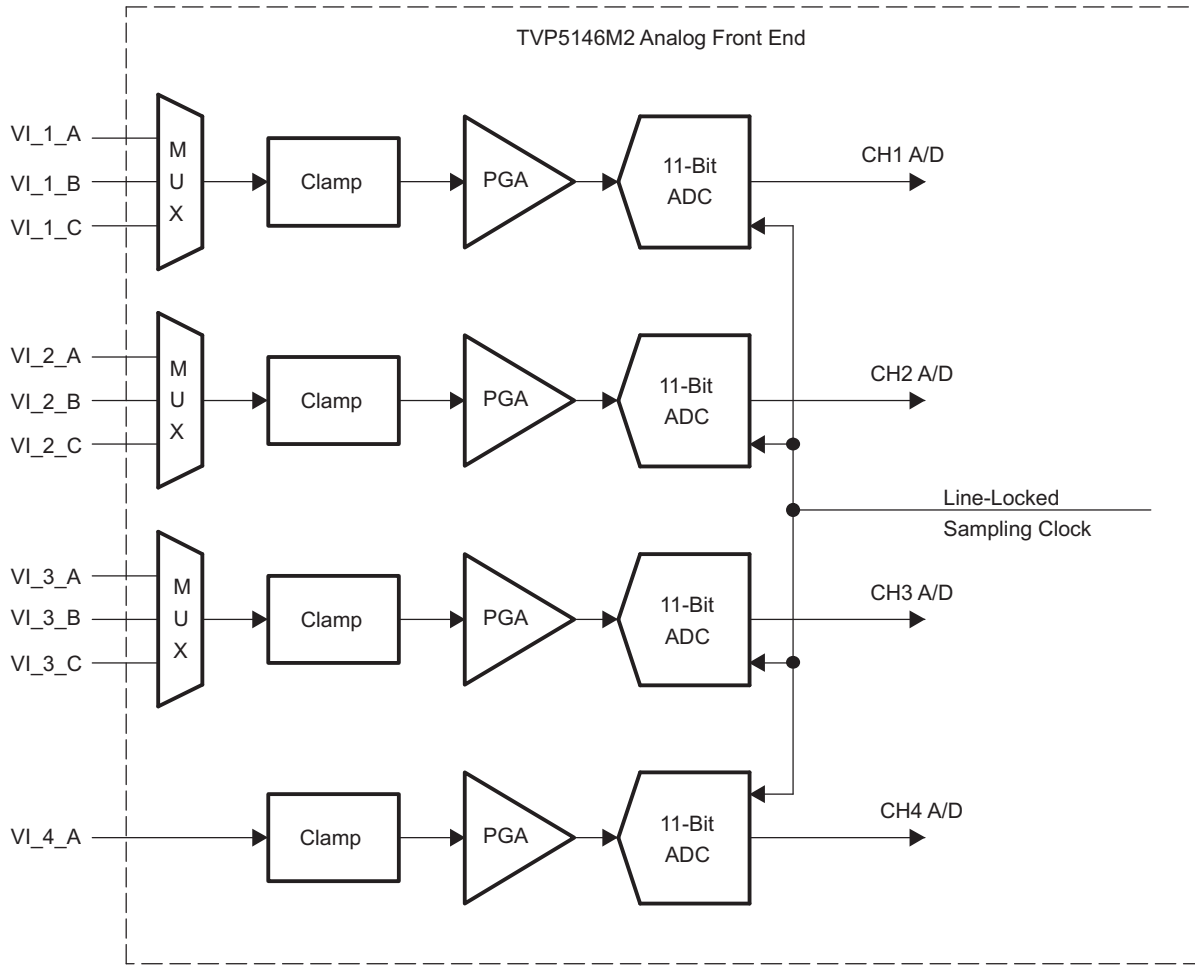 TVP5146M2 Analog Front End
VI_1_A
VI_1_B
VI_1_C
M
U
X
Clamp
PGA
11-Bit
ADC
CH1 A/D
VI_2_A
VI_2_B
VI_2_C
M
U
X
Clamp
PGA
11-Bit
ADC
CH2 A/D
Line-Locked
Sampling Clock
VI_3_A
VI_3_B
VI_3_C
M
U
X
Clamp
PGA
11-Bit
ADC
CH3 A/D
VI_4_A
Clamp
PGA
11-Bit
ADC
CH4 A/D